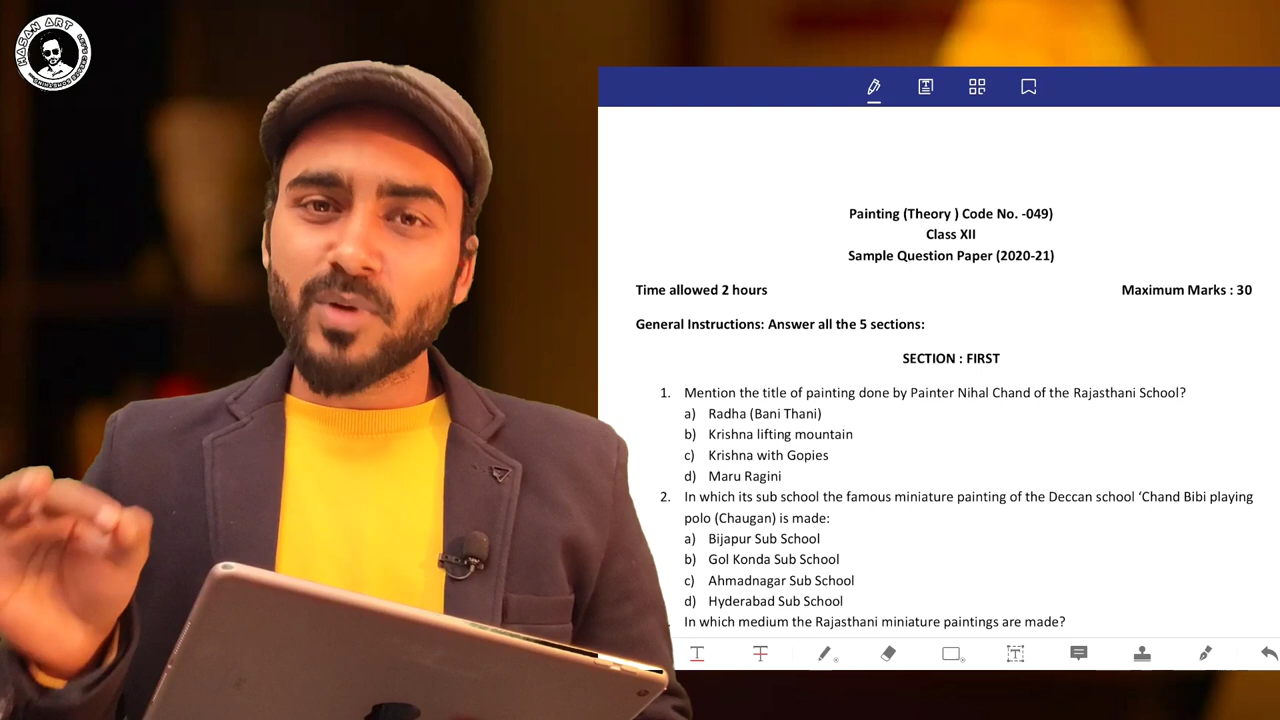 HASAN ART
Painting (Theory ) Code No. -049)
Class XII
Sample Question Paper (2020-21)
Time allowed 2 hours Maximum Marks : 30
General Instructions: Answer all the 5 sections:
SECTION : FIRST
1. Mention the title of painting done by Painter Nihal Chand of the Rajasthani School?
a) Radha (Bani Thani)
b) Krishna lifting mountain
c) Krishna with Gopies
d) Maru Ragini
2. In which its sub school the famous miniature painting of the Deccan school ‘Chand Bibi playing
polo (Chaugan) is made:
a) Bijapur Sub School
b) Gol Konda Sub School
c) Ahmadnagar Sub School
d) Hyderabad Sub School
In which medium the Rajasthani miniature paintings are made?